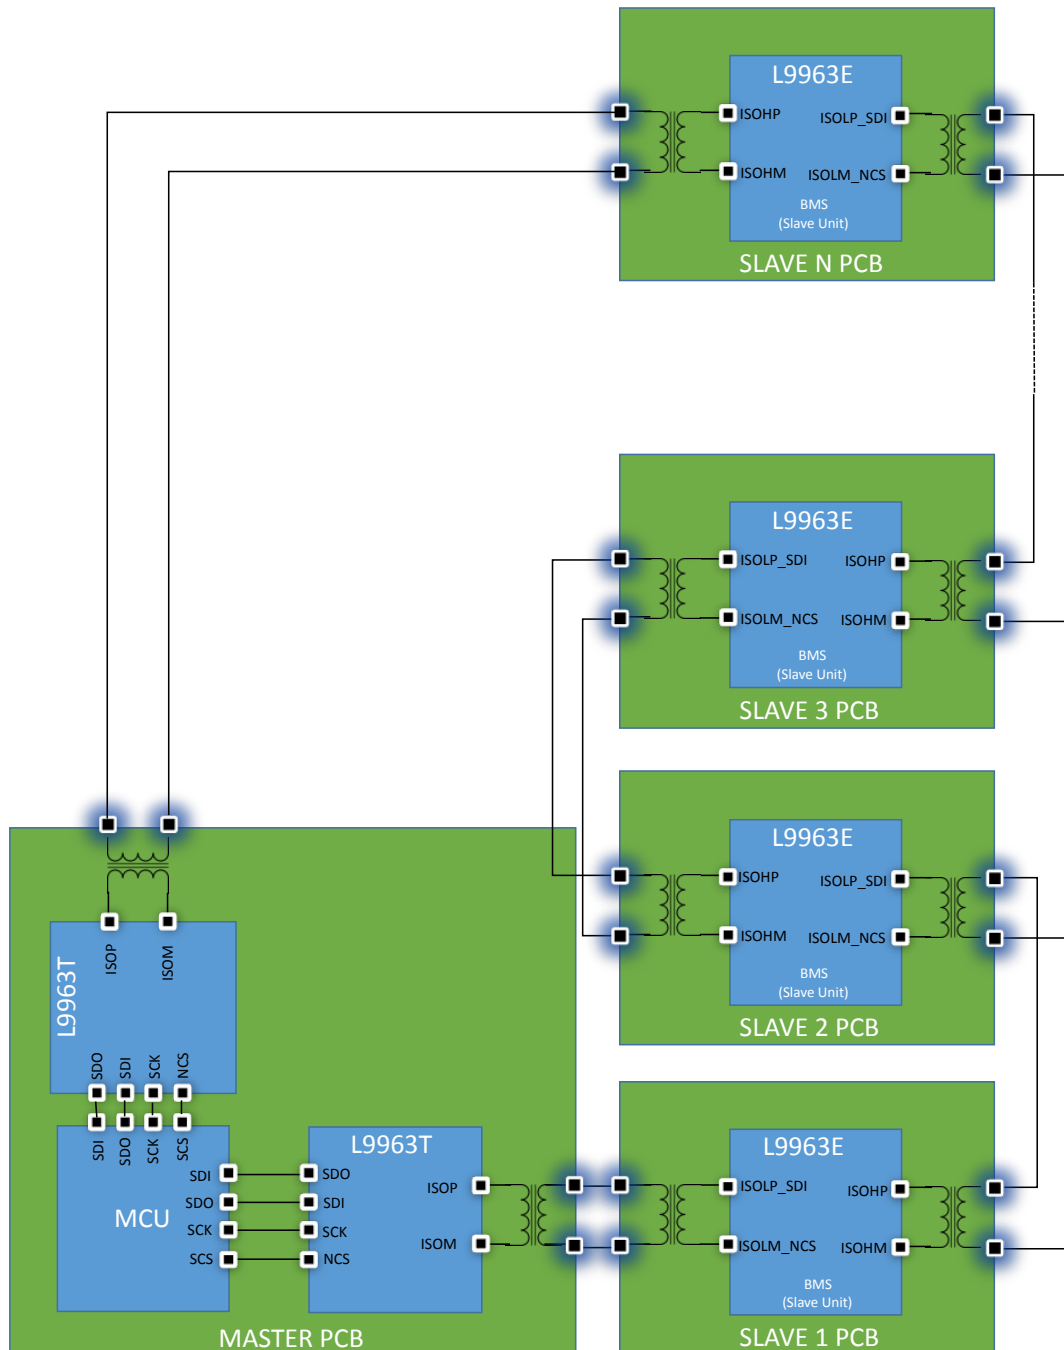 L9963E
ISOHP
ISOLP_SDI
ISOHM
ISOLM_NCS
BMS
(Slave Unit)
SLAVE N PCB
L9963E
ISOLP_SDI
ISOHP
ISOLM_NCS
ISOHM
BMS
(Slave Unit)
SLAVE 3 PCB
L9963E
ISOHP
ISOLP_SDI
ISOHM
ISOLM_NCS
BMS
(Slave Unit)
SLAVE 2 PCB
L9963E
ISOLP_SDI
ISOHP
ISOLM_NCS
ISOHM
BMS
(Slave Unit)
SLAVE 1 PCB
ISOP
ISOM
L9963T
SDO
SDI
SCK
NCS
SDI
SDO
SCK
SCS
MCU
SDI
SDO
SCK
SCS
L9963T
SDO
SDI
SCK
NCS
ISOP
ISOM
MASTER PCB